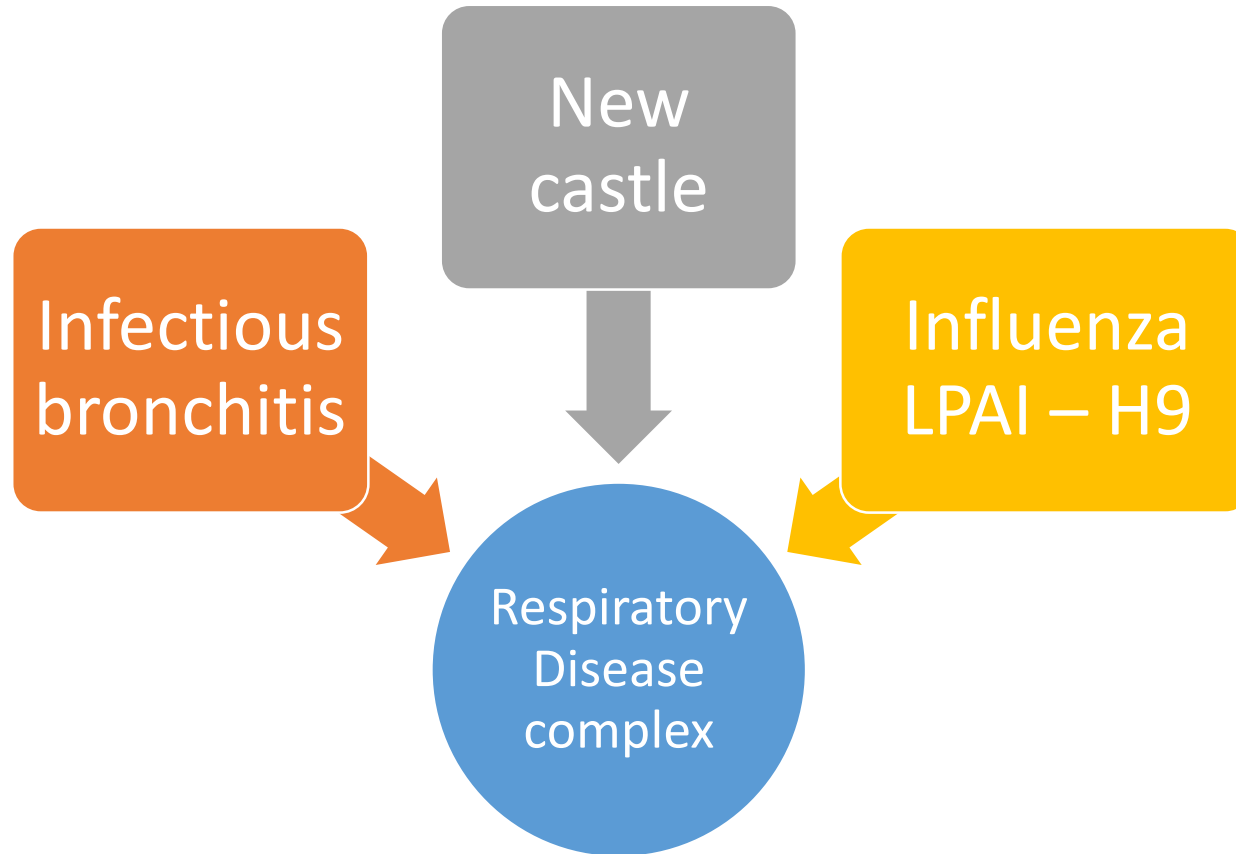 New
castle
Infectious
bronchitis
Influenza
LPAI – H9
Respiratory
Disease
complex